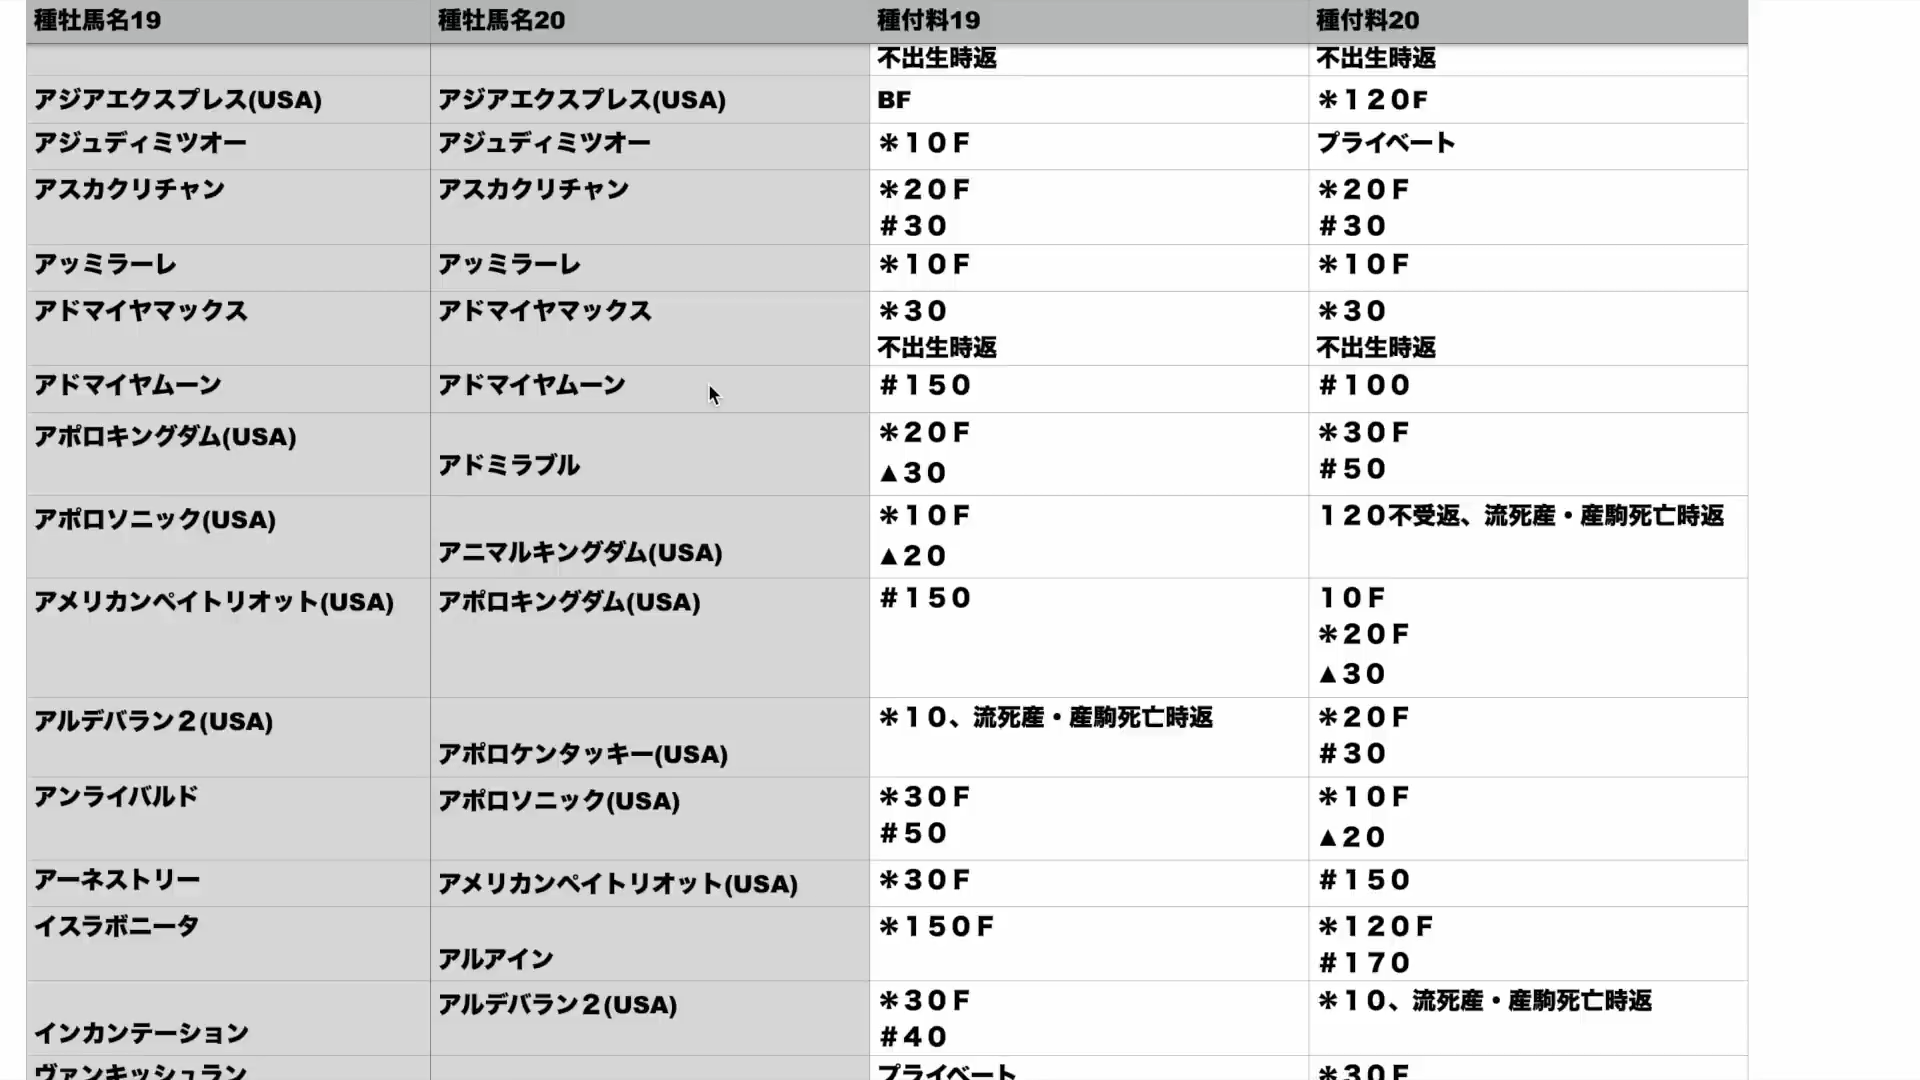 種牡馬名19 種牡馬名20 種付料19 種付料20
不出生時返 不出生時返
アジアエクスプレス(USA) アジアエクスプレス(USA) BF ＊１２０F
アジュディミツオー アジュディミツオー ＊１０Ｆ プライベート
アスカクリチャン アスカクリチャン ＊２０Ｆ ＊２０Ｆ
＃３０ ＃３０
アッミラーレ アッミラーレ ＊１０Ｆ ＊１０Ｆ
アドマイヤマックス アドマイヤマックス ＊３０ ＊３０
不出生時返 不出生時返
アドマイヤムーン アドマイヤムーン ＃１５０ ＃１００
アポロキングダム(USA) アドミラブル ＊２０Ｆ ＊３０Ｆ
▲３０ ＃５０
アポロソニック(USA) アニマルキングダム(USA) ＊１０Ｆ １２０不受返、流死産・産駒死亡時返
▲２０
アメリカンペイトリオット(USA) アポロキングダム(USA) ＃１５０ １０Ｆ
＊２０Ｆ
▲３０
アルデバラン２(USA) アポロケンタッキー(USA) ＊１０、流死産・産駒死亡時返 ＊２０Ｆ
＃３０
アンライバルド アポロソニック(USA) ＊３０Ｆ ＊１０Ｆ
＃５０ ▲２０
アーネストリー アメリカンペイトリオット(USA) ＊３０Ｆ ＃１５０
イスラボニータ アルアイン ＊１５０Ｆ ＊１２０Ｆ
＃１７０
インカンテーション アルデバラン２(USA) ＊３０Ｆ ＊１０、流死産・産駒死亡時返
＃４０
ヴァンキッシュラン プライベート ＊３０Ｆ